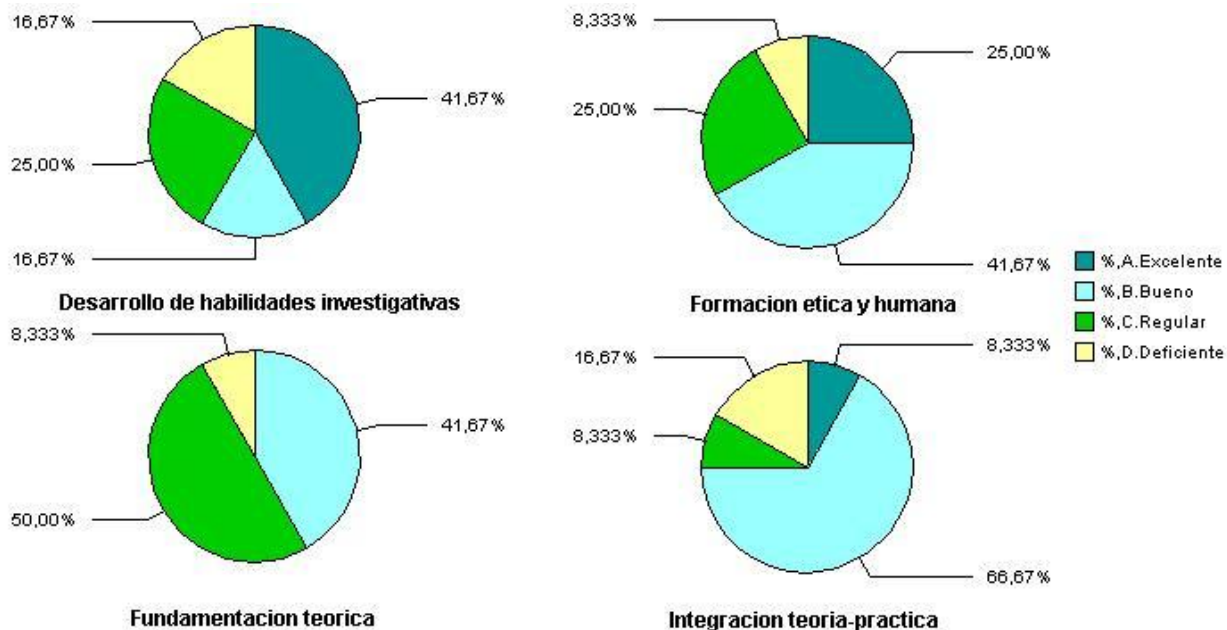 16,67%
41,67%
25,00%
16,67%
Desarrollo de habilidades investigativas
8,333%
25,00%
25,00%
41,67%
Formacion etica y humana
%,A.Excelente
%,B.Bueno
%,C.Regular
%,D.Deficiente
8,333%
41,67%
50,00%
Fundamentacion teorica
16,67%
8,333%
8,333%
66,67%
Integracion teoria-practica